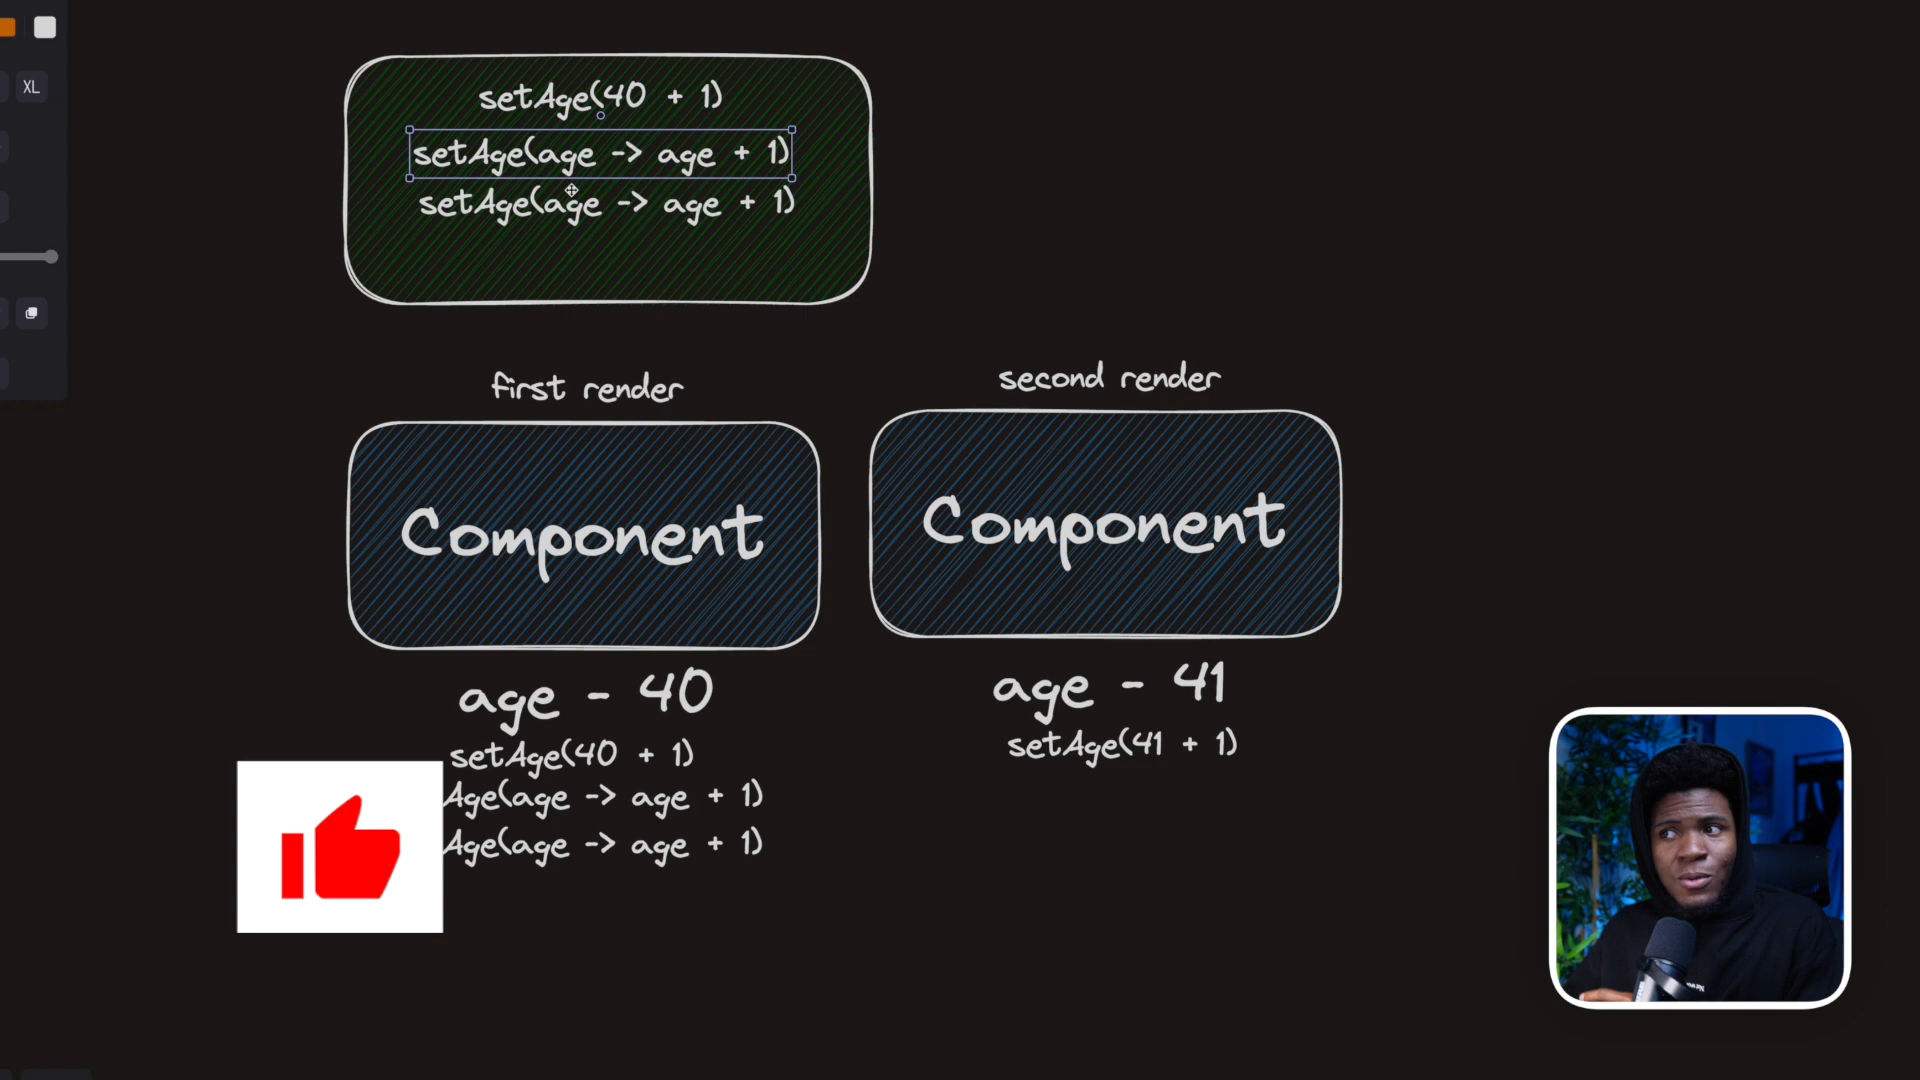 XL
setAge(40 + 1)
setAge(age -> age + 1)
setAge(age -> age + 1)
first render
second render
Component
Component
age - 40
age - 41
setAge(40 + 1)
setAge(41 + 1)
Age(age -> age + 1)
Age(age -> age + 1)